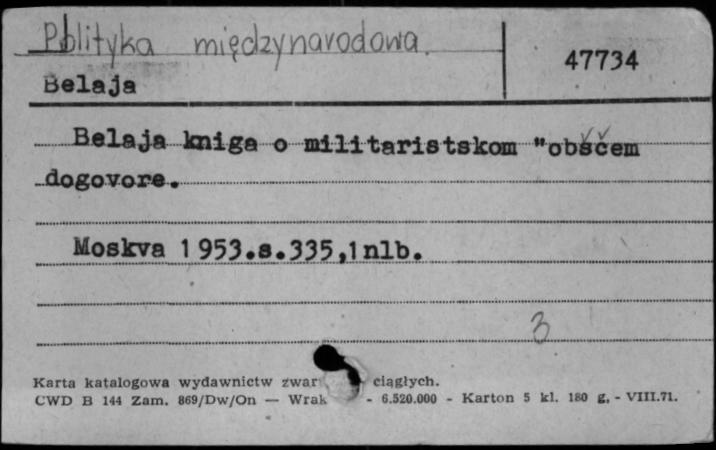 Polityka międzynarodowa.
47734
Belaja
Belaja kniga o militaristskom "obščem
dogovore.
Moskva 1953.s.335,1nlb.
3
Karta katalogowa wydawnictw zwar ciągłych.
CWD B 144 Zam. 869/Dw/On — Wrak - 6.520.000 - Karton 5 kl. 180 g. - VIII.71.